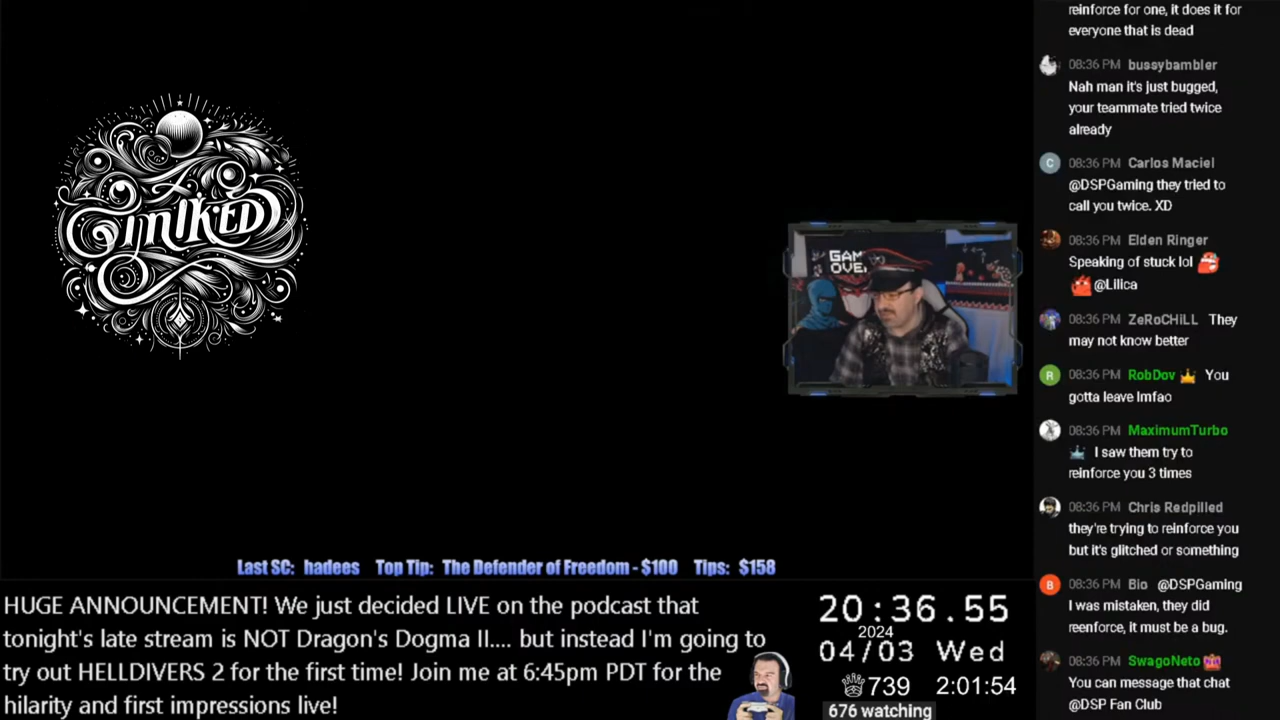 GAM
OVE
Last SC: hadees Top Tip: The Defender of Freedom - $100 Tips: $158
HUGE ANNOUNCEMENT! We just decided LIVE on the podcast that
tonight's late stream is NOT Dragon's Dogma II.... but instead I'm going to
try out HELLDIVERS 2 for the first time! Join me at 6:45pm PDT for the
hilarity and first impressions live!
20:36.55
2024
04/03 Wed
739 2:01:54
676 watching
reinforce for one, it does it for
everyone that is dead
08:36 PM bussybambler
Nah man it's just bugged,
your teammate tried twice
already
C 08:36 PM Carlos Maciel
@DSPGaming they tried to
call you twice. XD
08:36 PM Elden Ringer
Speaking of stuck lol
@Lilica
08:36 PM ZeRoCHiLL They
may not know better
R 08:36 PM RobDov You
gotta leave lmfao
08:36 PM MaximumTurbo
I saw them try to
reinforce you 3 times
08:36 PM Chris Redpilled
they're trying to reinforce you
but it's glitched or something
B 08:36 PM Bio @DSPGaming
I was mistaken, they did
reenforce, it must be a bug.
08:36 PM SwagoNeto
You can message that chat
@DSP Fan Club